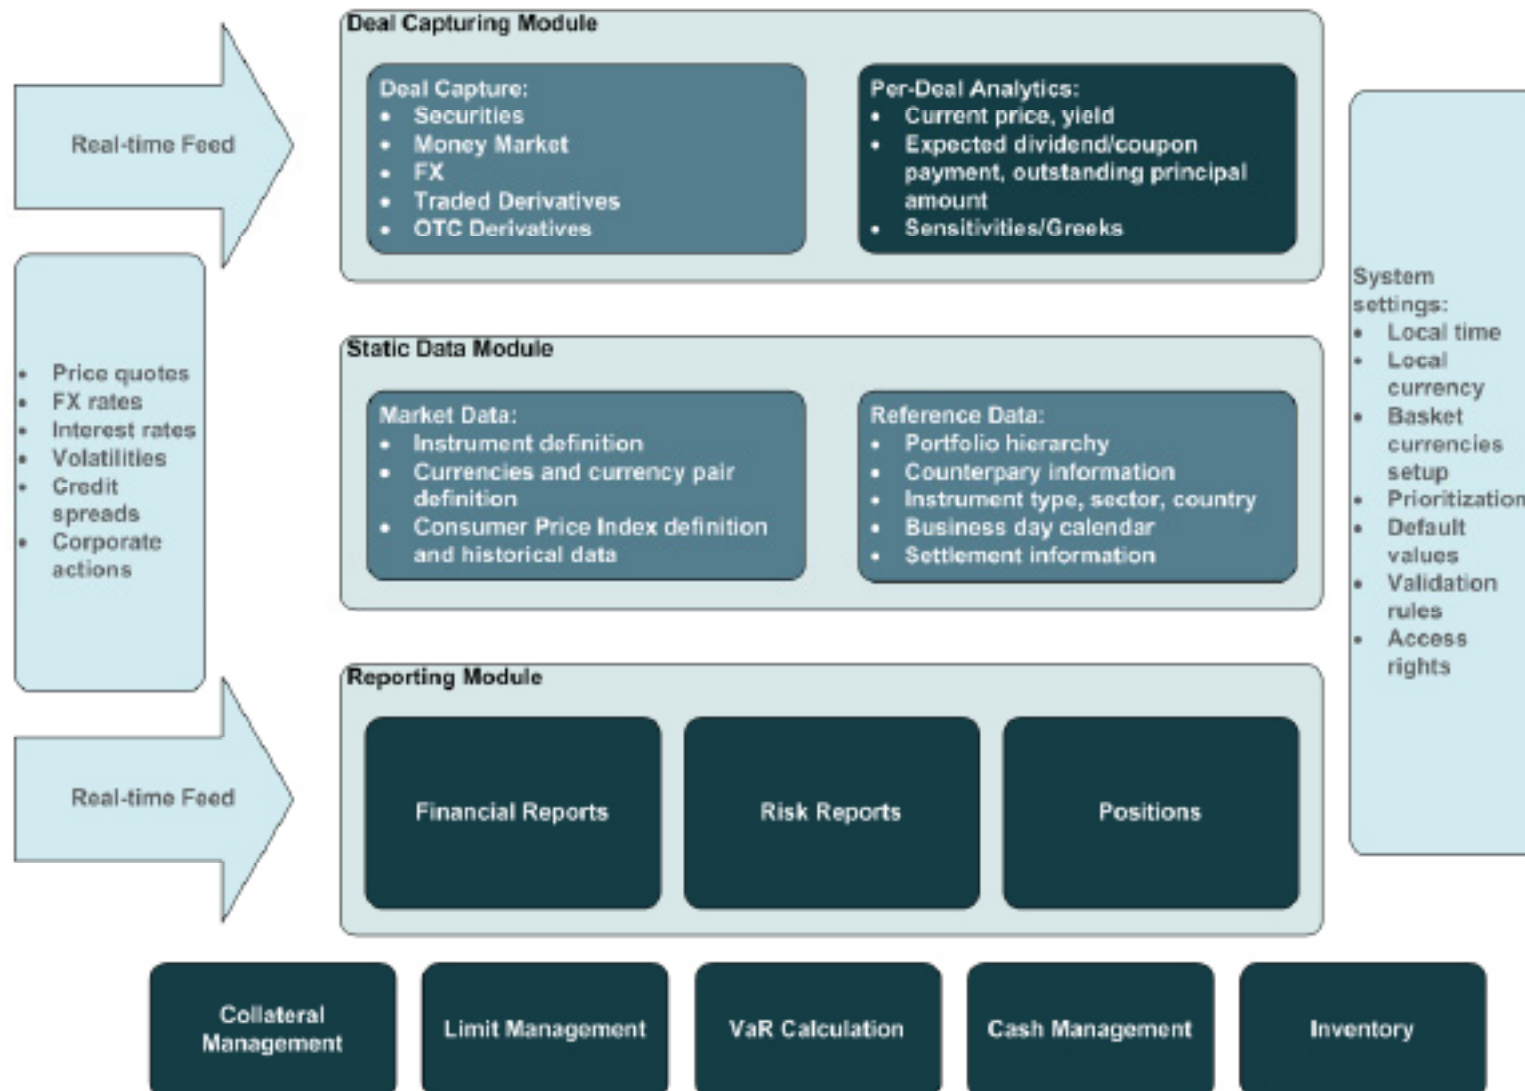 Deal Capturing Module
Real-time Feed
Deal Capture:
• Securities
• Money Market
• FX
• Traded Derivatives
• OTC Derivatives
Per-Deal Analytics:
• Current price, yield
• Expected dividend/coupon
payment, outstanding principal
amount
• Sensitivities/Greeks
• Price quotes
• FX rates
• Interest rates
• Volatilities
• Credit
spreads
• Corporate
actions
Static Data Module
Market Data:
• Instrument definition
• Currencies and currency pair
definition
• Consumer Price Index definition
and historical data
Reference Data:
• Portfolio hierarchy
• Counterpary information
• Instrument type, sector, country
• Business day calendar
• Settlement information
System
settings:
• Local time
• Local
currency
• Basket
currencies
setup
• Prioritization
• Default
values
• Validation
rules
• Access
rights
Real-time Feed
Reporting Module
Financial Reports
Risk Reports
Positions
Collateral
Management
Limit Management
VaR Calculation
Cash Management
Inventory